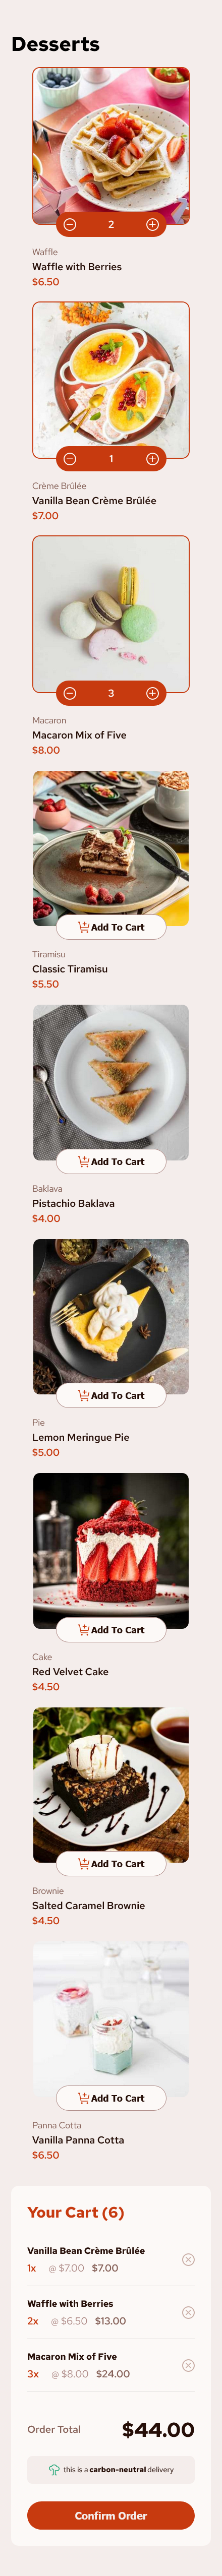 Desserts
2
Waffle
Waffle with Berries
$6.50
1
Crème Brûlée
Vanilla Bean Crème Brûlée
$7.00
3
Macaron
Macaron Mix of Five
$8.00
Add To Cart
Tiramisu
Classic Tiramisu
$5.50
Add To Cart
Baklava
Pistachio Baklava
$4.00
Add To Cart
Pie
Lemon Meringue Pie
$5.00
Add To Cart
Cake
Red Velvet Cake
$4.50
Add To Cart
Brownie
Salted Caramel Brownie
$4.50
Add To Cart
Panna Cotta
Vanilla Panna Cotta
$6.50
Your Cart (6)
Vanilla Bean Crème Brûlée
1x @ $7.00 $7.00
Waffle with Berries
2x @ $6.50 $13.00
Macaron Mix of Five
3x @ $8.00 $24.00
Order Total $44.00
this is a carbon-neutral delivery
Confirm Order